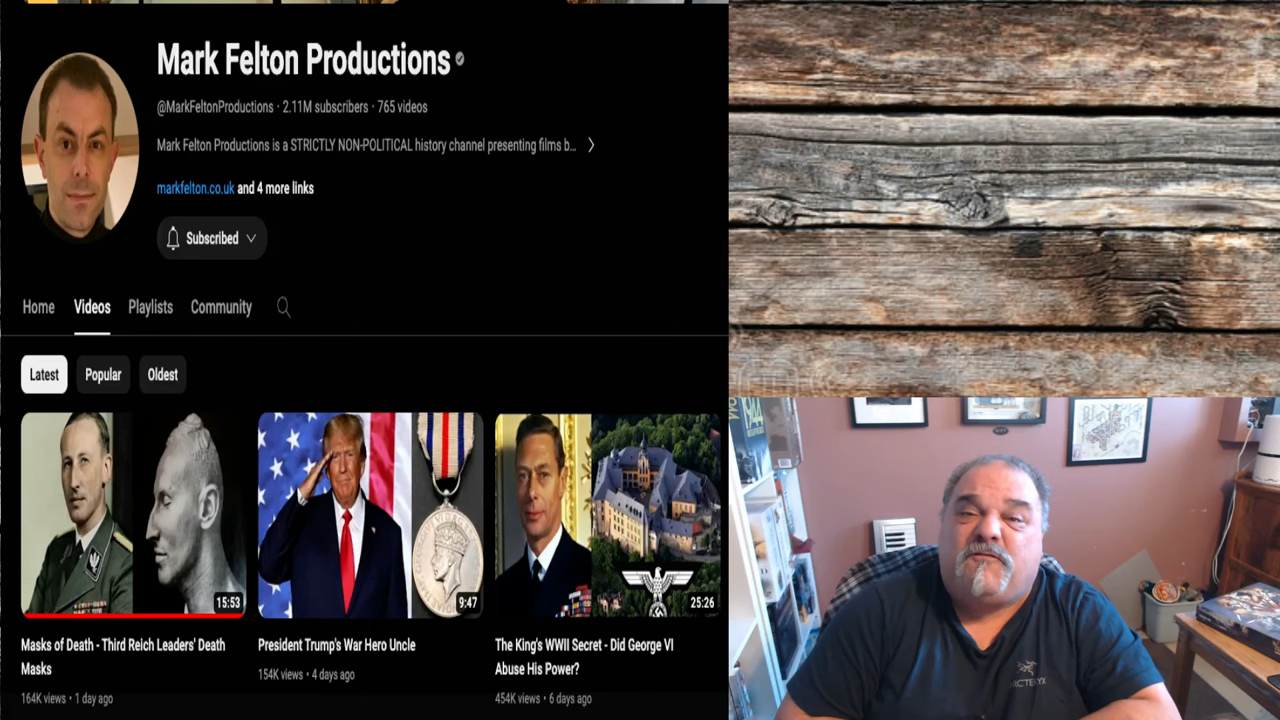 Mark Felton Productions
@MarkFeltonProductions · 2.11M subscribers · 765 videos
Mark Felton Productions is a STRICTLY NON-POLITICAL history channel presenting films b...
markfelton.co.uk and 4 more links
Subscribed
Home Videos Playlists Community
Latest Popular Oldest
15:53
9:47
25:26
Masks of Death - Third Reich Leaders' Death
Masks
164K views · 1 day ago
President Trump's War Hero Uncle
154K views · 4 days ago
The King's WWII Secret - Did George VI
Abuse His Power?
454K views · 6 days ago
1944
ARCTERYX